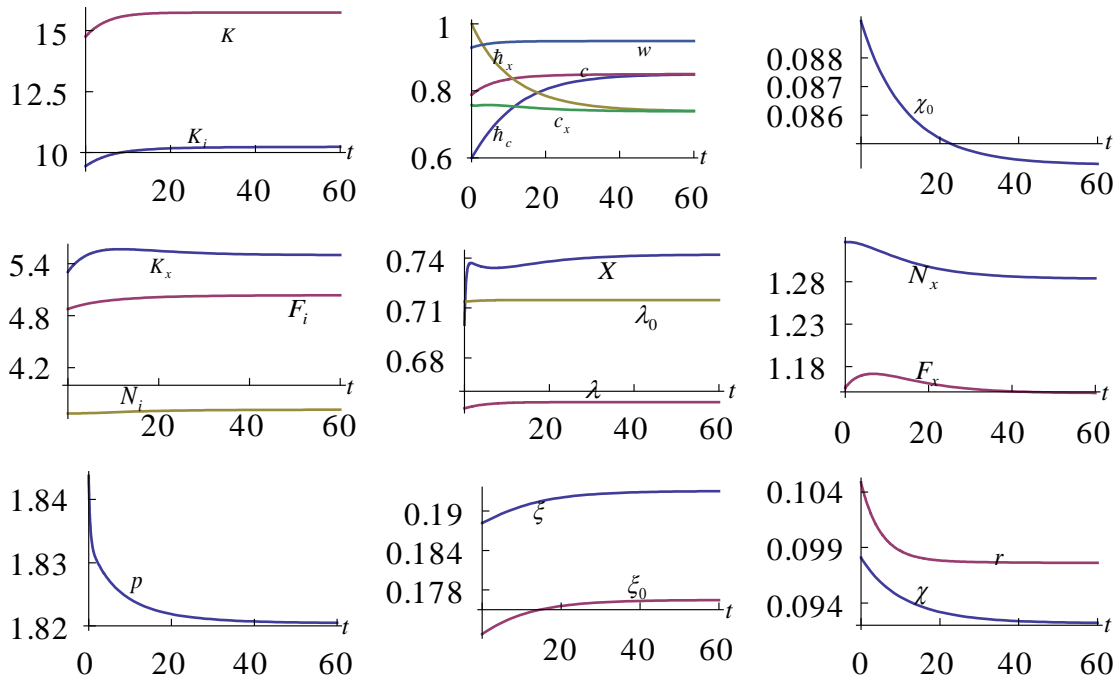 15
12.5
10
K
K_i
t
20 40 60
1
0.8
0.6
ħ_x
c
w
c_x
ħ_c
t
0 20 40 60
0.088
0.087
0.086
χ_0
t
20 40 60
5.4
4.8
4.2
K_x
F_i
N_i
t
20 40 60
0.74
0.71
0.68
X
λ_0
λ
t
20 40 60
1.28
1.23
1.18
N_x
F_x
t
0 20 40 60
1.84
1.83
1.82
p
t
0 20 40 60
0.19
0.184
0.178
ξ
ξ_0
t
20 40 60
0.104
0.099
0.094
r
χ
t
0 20 40 60